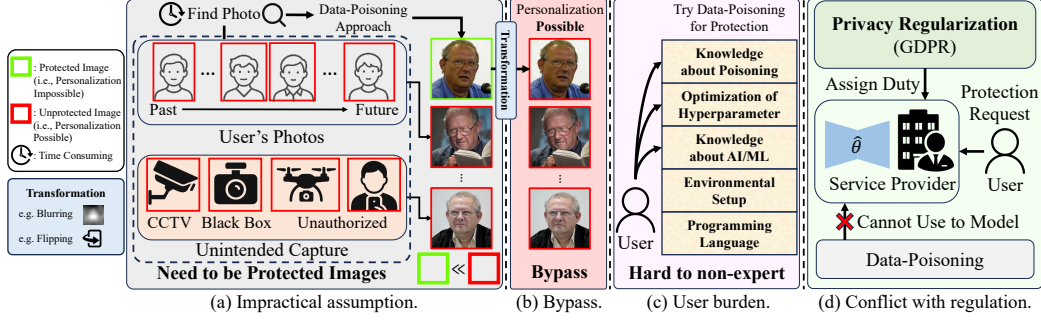 : Protected Image
(i.e., Personalization
Impossible)
: Unprotected Image
(i.e., Personalization
Possible)
: Time Consuming
Transformation
e.g. Blurring
e.g. Flipping
Find Photo
Data-Poisoning
Approach
...
...
Past
Future
User's Photos
CCTV
Black Box
Unauthorized
Unintended Capture
Need to be Protected Images
...
≪
(a) Impractical assumption.
Transformation
Personalization
Possible
...
Bypass
(b) Bypass.
Try Data-Poisoning
for Protection
Knowledge
about Poisoning
Optimization of
Hyperparameter
Knowledge
about AI/ML
Environmental
Setup
Programming
Language
User
Hard to non-expert
(c) User burden.
Privacy Regularization
(GDPR)
Assign Duty
Protection
Request
θ̂
Service Provider
User
Cannot Use to Model
Data-Poisoning
(d) Conflict with regulation.